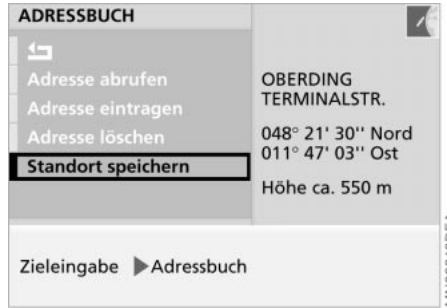 ADRESSBUCH
Adresse abrufen
Adresse eintragen
Adresse löschen
Standort speichern
OBERDING
TERMINALSTR.
048° 21' 30'' Nord
011° 47' 03'' Ost
Höhe ca. 550 m
Zieleingabe ▶ Adressbuch